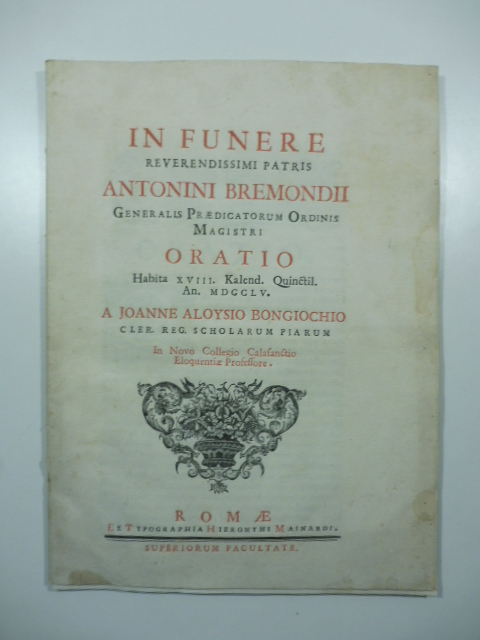 IN FUNERE
REVERENDISSIMI PATRIS
ANTONINI BREMONDII
GENERALIS PRÆDICATORUM ORDINIS
MAGISTRI
ORATIO
Habita XVIII. Kalend. Quinctil.
An. MDCCLV.
A JOANNE ALOYSIO BONGIOCHIO
CLER. REG. SCHOLARUM PIARUM
In Novo Collegio Calasanctio
Eloquentiæ Professore.
ROMÆ
EX TYPOGRAPHIA HIERONYMI MAINARDI.
SUPERIORUM FACULTATE.